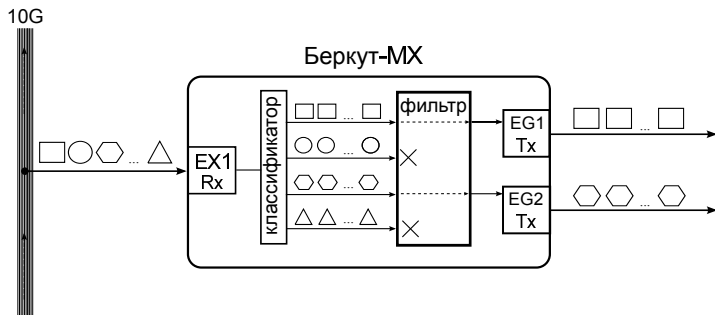 10G
Беркут-MX
классификатор
фильтр
EX1
Rx
EG1
Tx
EG2
Tx
...
...
...
...
...
...
...